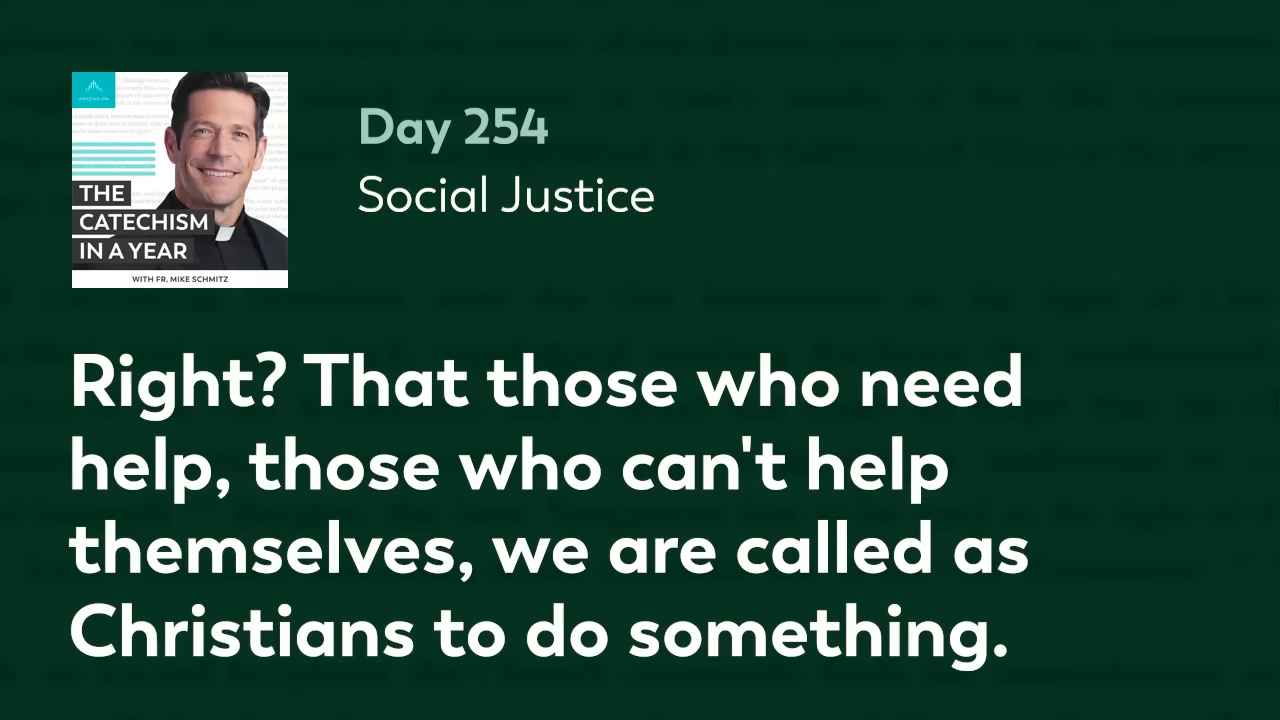 ASCENSION
THE
CATECHISM
IN A YEAR
WITH FR. MIKE SCHMITZ
Day 254
Social Justice
Right? That those who need
help, those who can't help
themselves, we are called as
Christians to do something.